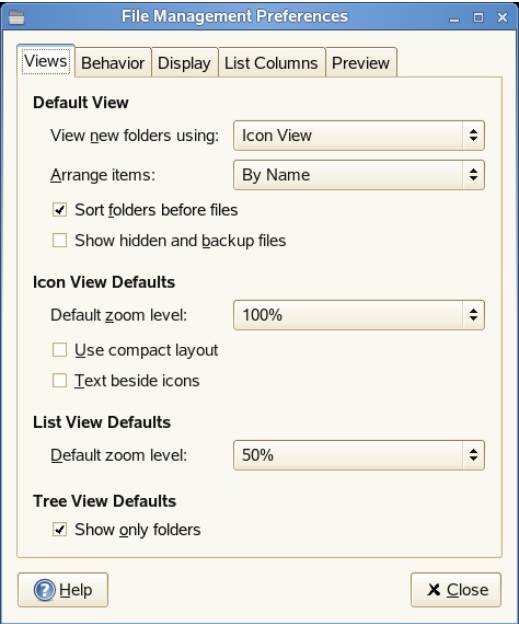 File Management Preferences
Views Behavior Display List Columns Preview
Default View
View new folders using: Icon View
Arrange items: By Name
Sort folders before files
Show hidden and backup files
Icon View Defaults
Default zoom level: 100%
Use compact layout
Text beside icons
List View Defaults
Default zoom level: 50%
Tree View Defaults
Show only folders
Help Close